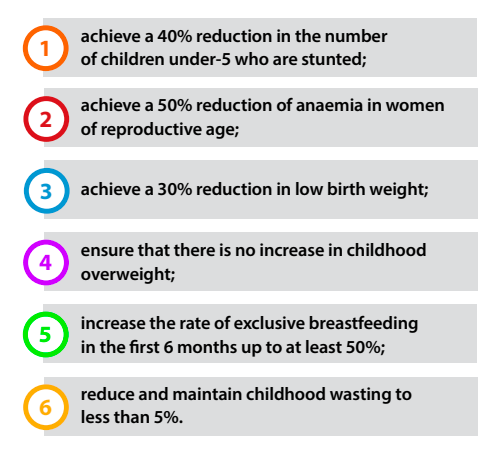 1
achieve a 40% reduction in the number
of children under-5 who are stunted;
2
achieve a 50% reduction of anaemia in women
of reproductive age;
3
achieve a 30% reduction in low birth weight;
4
ensure that there is no increase in childhood
overweight;
5
increase the rate of exclusive breastfeeding
in the first 6 months up to at least 50%;
6
reduce and maintain childhood wasting to
less than 5%.